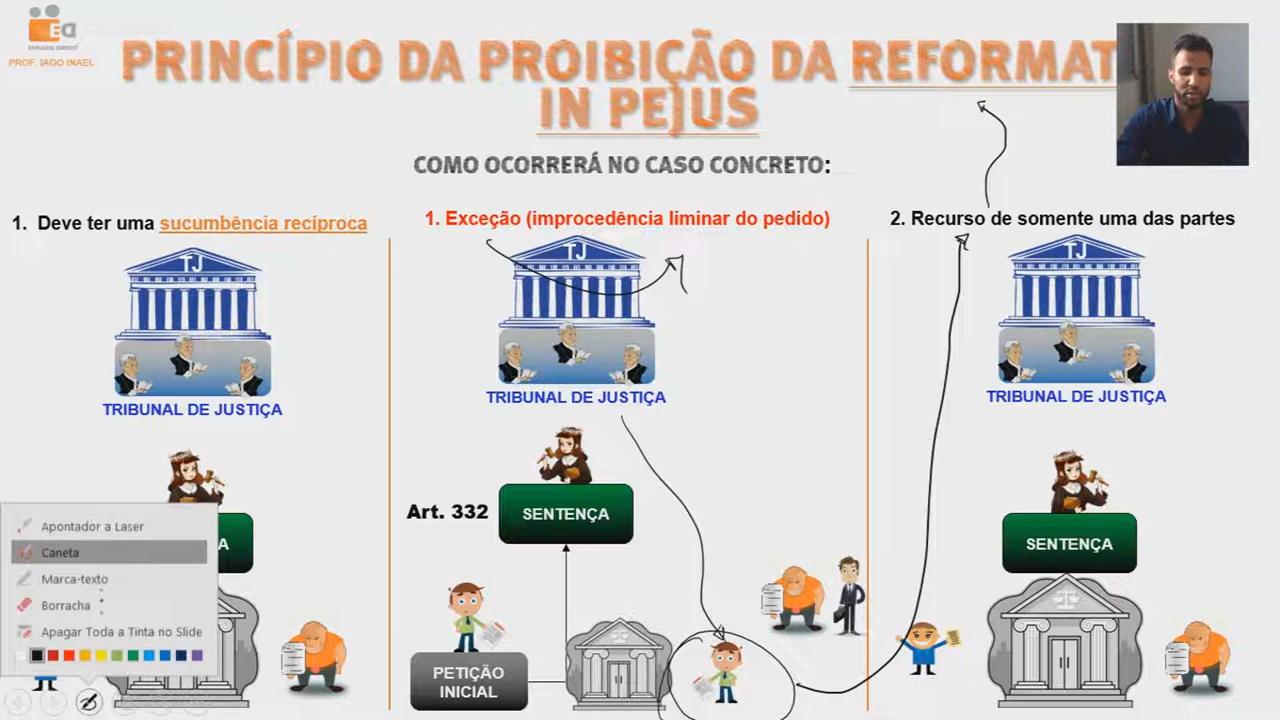 PROF. IAGO INAEL
PRINCÍPIO DA PROIBIÇÃO DA REFORMAT
IN PEJUS
COMO OCORRERÁ NO CASO CONCRETO:
1. Deve ter uma sucumbência recíproca
TJ
TRIBUNAL DE JUSTIÇA
A
Apontador a Laser
Caneta
Marca-texto
Borracha
Apagar Toda a Tinta no Slide
1. Exceção (improcedência liminar do pedido)
TJ
TRIBUNAL DE JUSTIÇA
Art. 332
SENTENÇA
PETIÇÃO
INICIAL
2. Recurso de somente uma das partes
TJ
TRIBUNAL DE JUSTIÇA
SENTENÇA